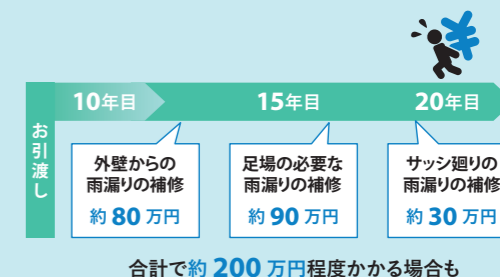 ¥
お引渡し
10年目
15年目
20年目
外壁からの
雨漏りの補修
約 80 万円
足場の必要な
雨漏りの補修
約 90 万円
サッシ廻りの
雨漏りの補修
約 30 万円
合計で約 200 万円程度かかる場合も